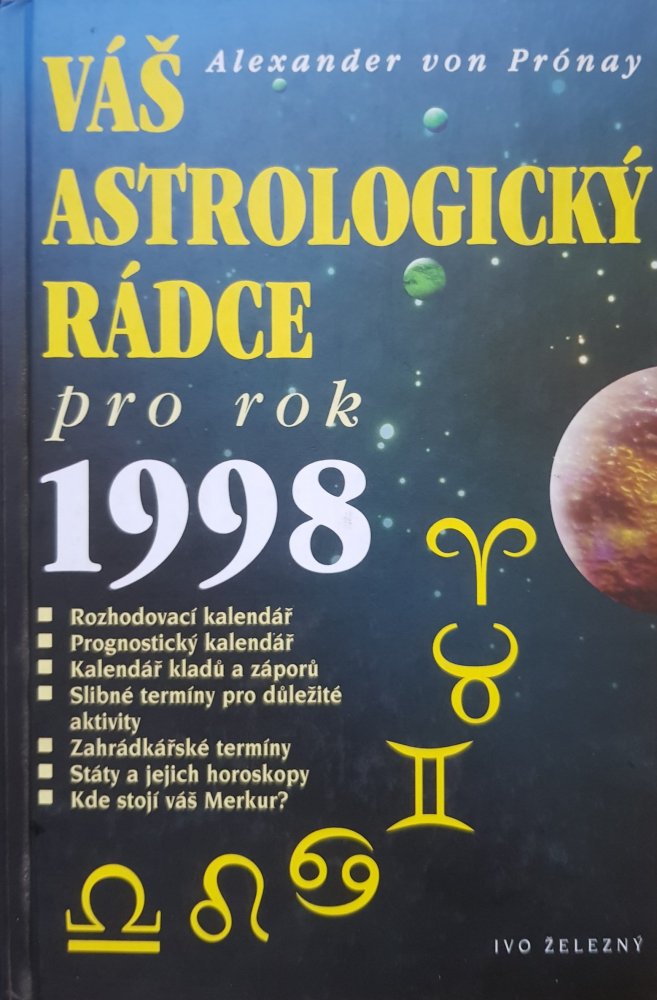 Alexander von Prónay
VÁŠ
ASTROLOGICKÝ
RÁDCE
pro rok
1998
Rozhodovací kalendář
Prognostický kalendář
Kalendář kladů a záporů
Slibné termíny pro důležité
aktivity
Zahrádkářské termíny
Státy a jejich horoskopy
Kde stojí váš Merkur?
IVO ŽELEZNÝ